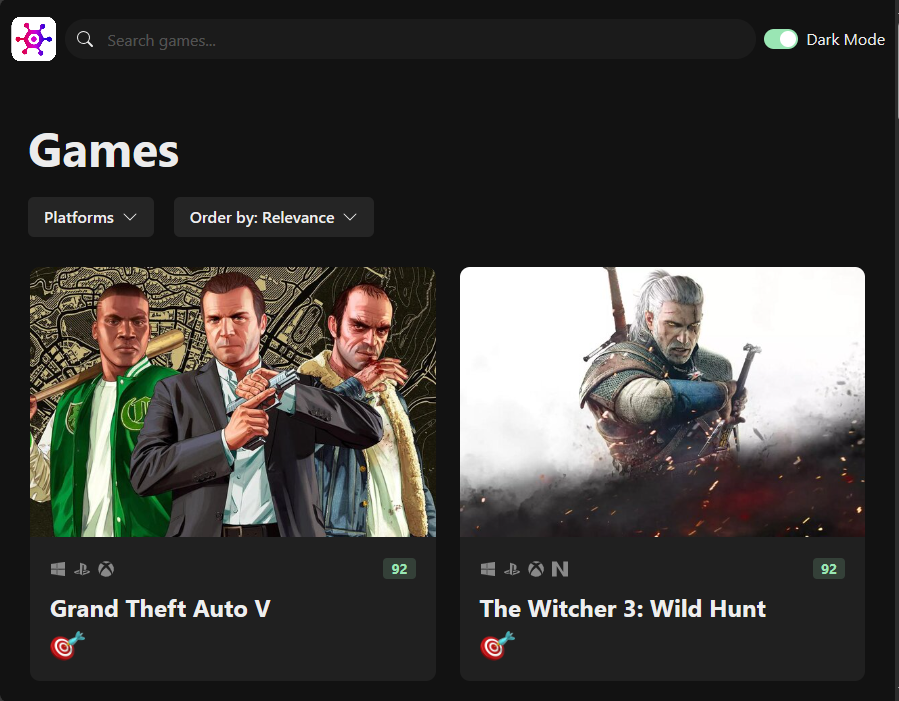 Search games...
Dark Mode
Games
Platforms
Order by: Relevance
92
Grand Theft Auto V
92
The Witcher 3: Wild Hunt